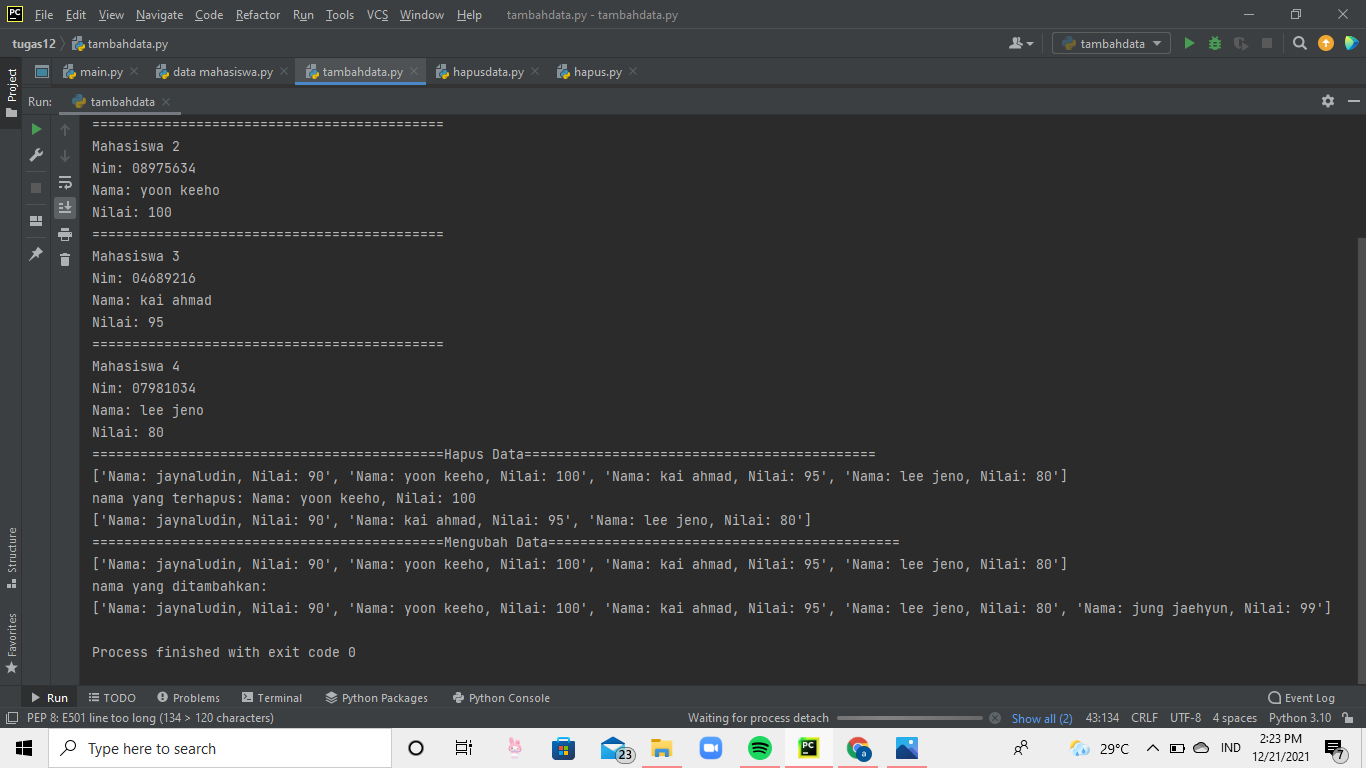 PC File Edit View Navigate Code Refactor Run Tools VCS Window Help tambahdata.py - tambahdata.py
tugas12 tambahdata.py tambahdata
Project
main.py data mahasiswa.py tambahdata.py hapusdata.py hapus.py
Run: tambahdata
============================================
Mahasiswa 2
Nim: 08975634
Nama: yoon keeho
Nilai: 100
============================================
Mahasiswa 3
Nim: 04689216
Nama: kai ahmad
Nilai: 95
============================================
Mahasiswa 4
Nim: 07981034
Nama: lee jeno
Nilai: 80
============================================Hapus Data============================================
['Nama: jaynaludin, Nilai: 90', 'Nama: yoon keeho, Nilai: 100', 'Nama: kai ahmad, Nilai: 95', 'Nama: lee jeno, Nilai: 80']
nama yang terhapus: Nama: yoon keeho, Nilai: 100
['Nama: jaynaludin, Nilai: 90', 'Nama: kai ahmad, Nilai: 95', 'Nama: lee jeno, Nilai: 80']
============================================Mengubah Data============================================
['Nama: jaynaludin, Nilai: 90', 'Nama: yoon keeho, Nilai: 100', 'Nama: kai ahmad, Nilai: 95', 'Nama: lee jeno, Nilai: 80']
nama yang ditambahkan:
['Nama: jaynaludin, Nilai: 90', 'Nama: yoon keeho, Nilai: 100', 'Nama: kai ahmad, Nilai: 95', 'Nama: lee jeno, Nilai: 80', 'Nama: jung jaehyun, Nilai: 99']
Process finished with exit code 0
Structure
Favorites
Run TODO Problems Terminal Python Packages Python Console Event Log
PEP 8: E501 line too long (134 > 120 characters) Waiting for process detach Show all (2) 43:134 CRLF UTF-8 4 spaces Python 3.10
Type here to search 23 PC a 29°C IND 2:23 PM
12/21/2021 7